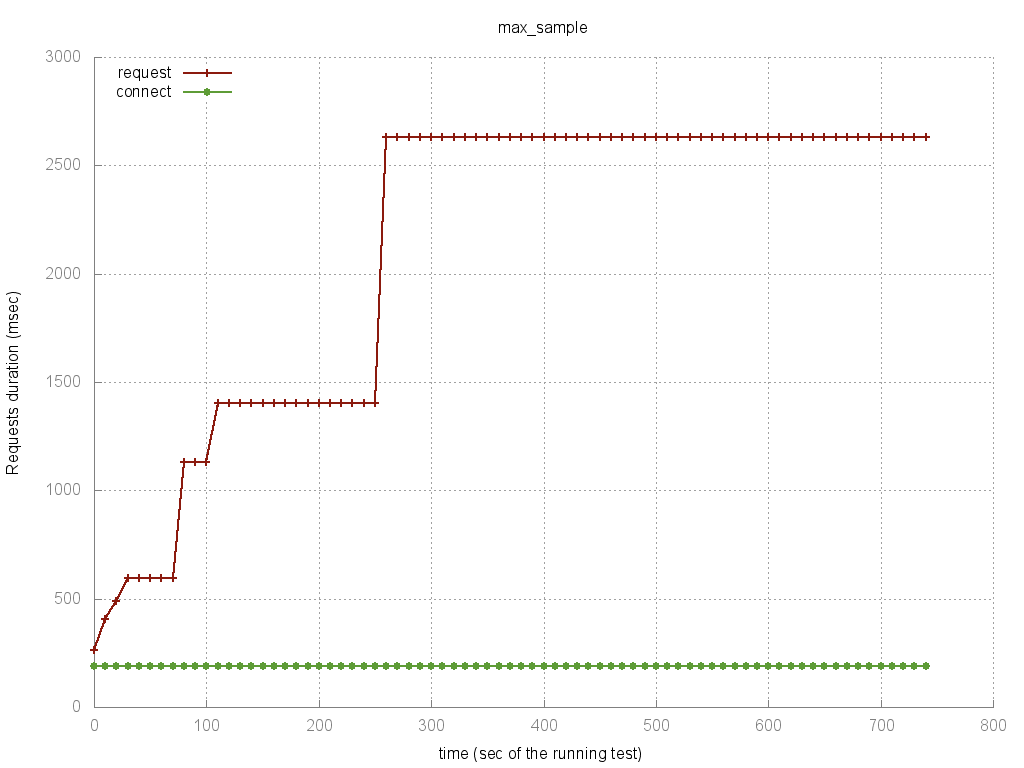 max_sample
3000
request
connect
2500
2000
1500
1000
500
0
Requests duration (msec)
0 100 200 300 400 500 600 700 800
time (sec of the running test)